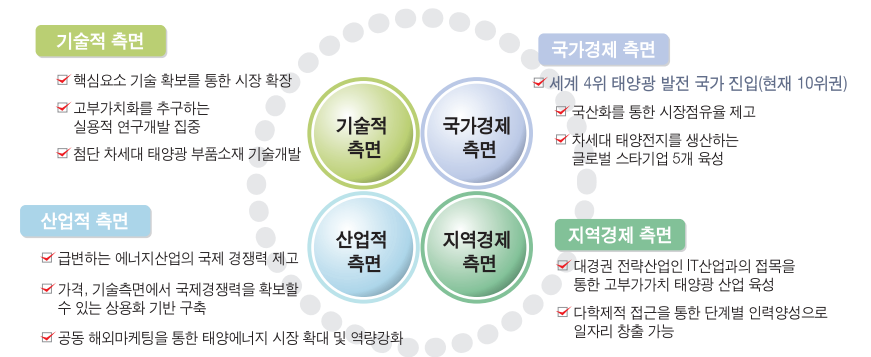 기술적 측면
핵심요소 기술 확보를 통한 시장 확장
고부가치화를 추구하는
실용적 연구개발 집중
첨단 차세대 태양광 부품소재 기술개발
국가경제 측면
세계 4위 태양광 발전 국가 진입(현재 10위권)
국산화를 통한 시장점유율 제고
차세대 태양전지를 생산하는
글로벌 스타기업 5개 육성
기술적
측면
국가경제
측면
산업적
측면
지역경제
측면
산업적 측면
급변하는 에너지산업의 국제 경쟁력 제고
가격, 기술측면에서 국제경쟁력을 확보할
수 있는 상용화 기반 구축
공동 해외마케팅을 통한 태양에너지 시장 확대 및 역량강화
지역경제 측면
대경권 전략산업인 IT산업과의 접목을
통한 고부가가치 태양광 산업 육성
다학제적 접근을 통한 단계별 인력양성으로
일자리 창출 가능